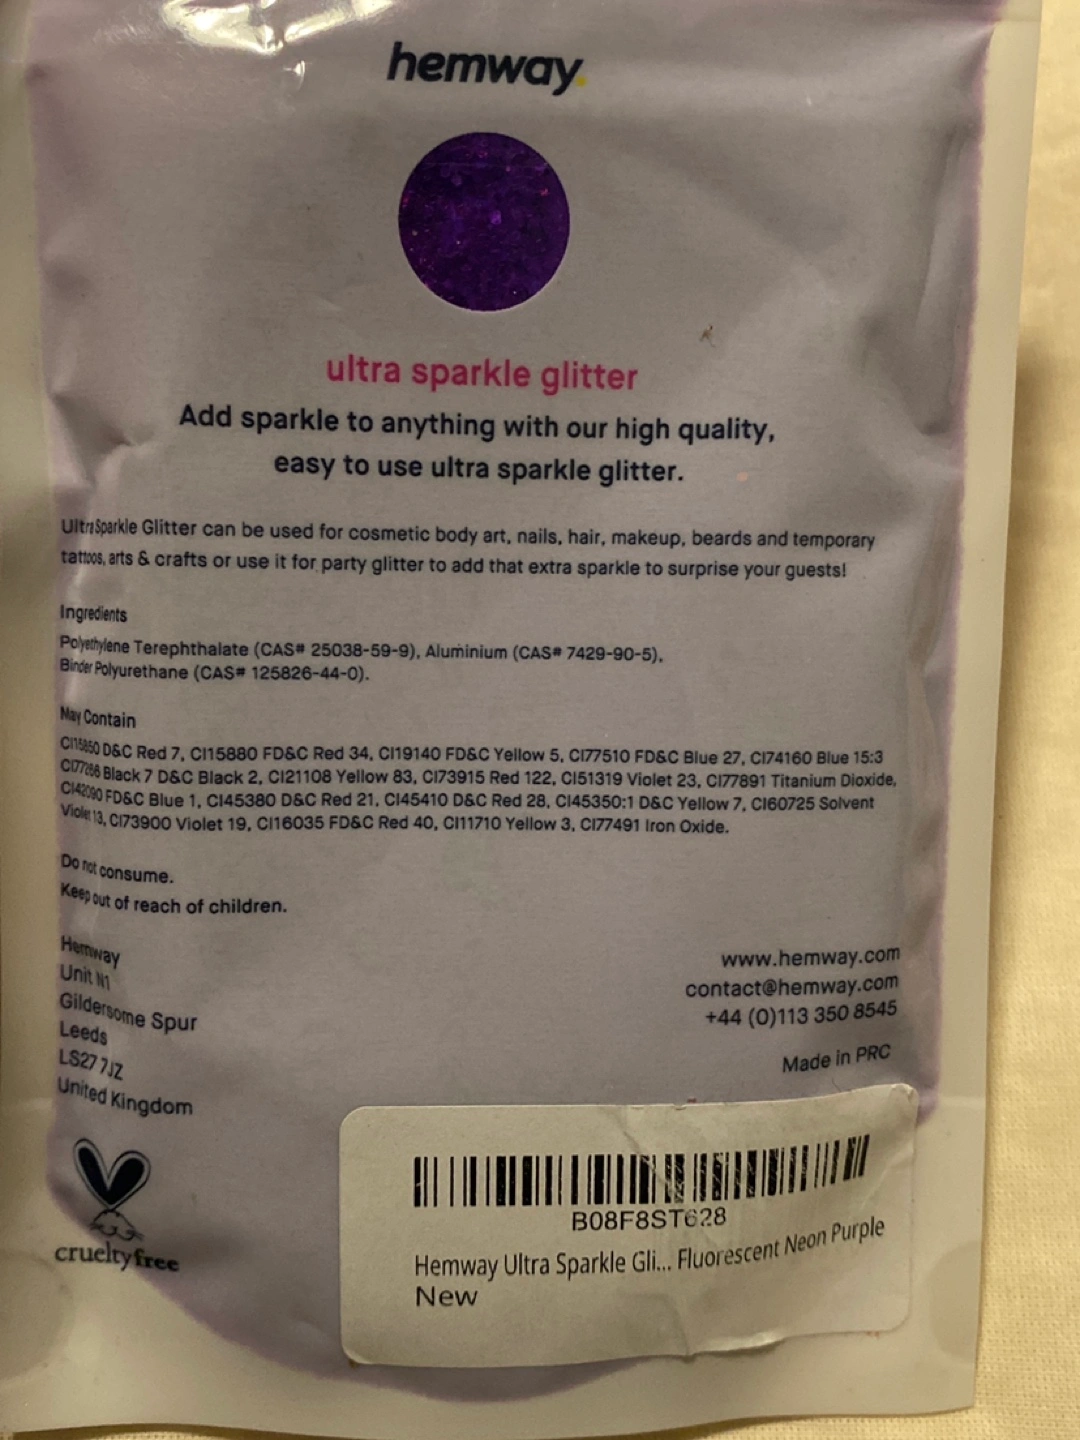 hemway.
ultra sparkle glitter
Add sparkle to anything with our high quality,
easy to use ultra sparkle glitter.
Ultra Sparkle Glitter can be used for cosmetic body art, nails, hair, makeup, beards and temporary
tattoos, arts & crafts or use it for party glitter to add that extra sparkle to surprise your guests!
Ingredients
Polyethylene Terephthalate (CAS# 25038-59-9), Aluminium (CAS# 7429-90-5),
Binder Polyurethane (CAS# 125826-44-0).
May Contain
CI15850 D&C Red 7, CI15880 FD&C Red 34, CI19140 FD&C Yellow 5, CI77510 FD&C Blue 27, CI74160 Blue 15:3
CI77266 Black 7 D&C Black 2, CI21108 Yellow 83, CI73915 Red 122, CI51319 Violet 23, CI77891 Titanium Dioxide,
CI42090 FD&C Blue 1, CI45380 D&C Red 21, CI45410 D&C Red 28, CI45350:1 D&C Yellow 7, CI60725 Solvent
Violet 13, CI73900 Violet 19, CI16035 FD&C Red 40, CI11710 Yellow 3, CI77491 Iron Oxide.
Do not consume.
Keep out of reach of children.
Hemway
Unit N1
Gildersome Spur
Leeds
LS27 7JZ
United Kingdom
www.hemway.com
contact@hemway.com
+44 (0)113 350 8545
Made in PRC
crueltyfree
B08F8ST628
Hemway Ultra Sparkle Gli... Fluorescent Neon Purple
New